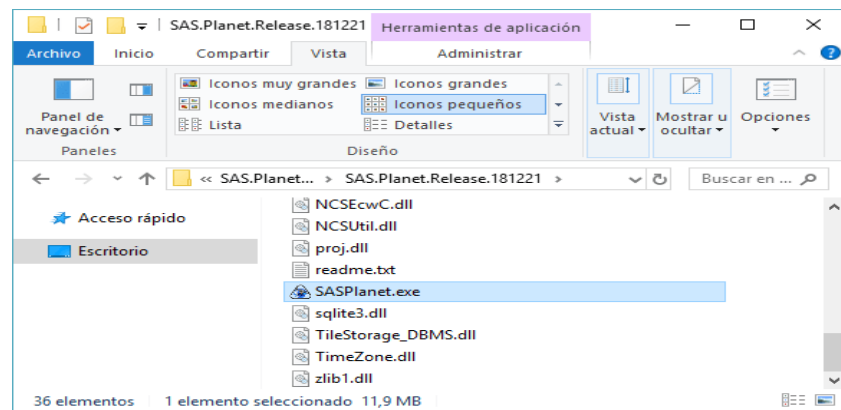 SAS.Planet.Release.181221 Herramientas de aplicación
Archivo Inicio Compartir Vista Administrar
Panel de navegación
Iconos muy grandes Iconos grandes
Iconos medianos Iconos pequeños
Lista Detalles
Vista actual
Mostrar u ocultar
Opciones
Paneles Diseño
« SAS.Planet... > SAS.Planet.Release.181221 > Buscar en ...
Acceso rápido
Escritorio
NCSEcwC.dll
NCSUtil.dll
proj.dll
readme.txt
SASPlanet.exe
sqlite3.dll
TileStorage_DBMS.dll
TimeZone.dll
zlib1.dll
36 elementos 1 elemento seleccionado 11,9 MB